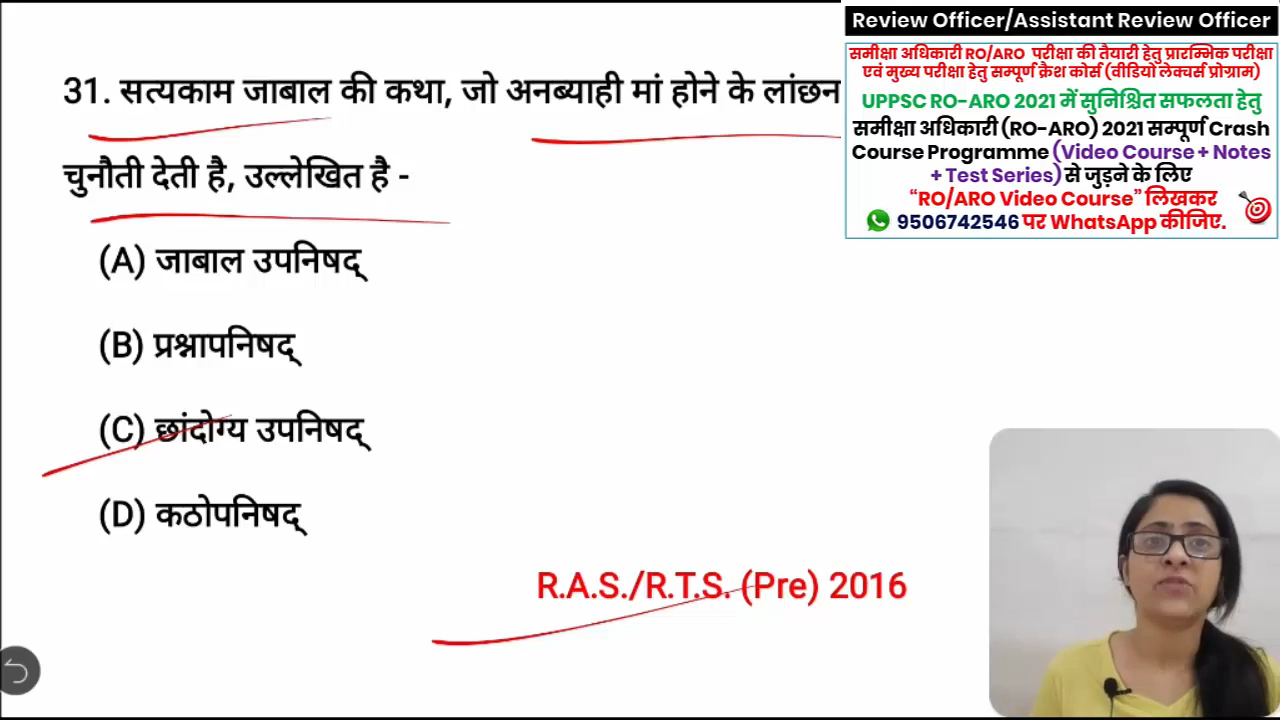 Review Officer/Assistant Review Officer
समीक्षा अधिकारी RO/ARO परीक्षा की तैयारी हेतु प्रारम्भिक परीक्षा
एवं मुख्य परीक्षा हेतु सम्पूर्ण क्रैश कोर्स (वीडियो लेक्चर्स प्रोग्राम)
UPPSC RO-ARO 2021 में सुनिश्चित सफलता हेतु
समीक्षा अधिकारी (RO-ARO) 2021 सम्पूर्ण Crash
Course Programme (Video Course + Notes
+ Test Series) से जुड़ने के लिए
“RO/ARO Video Course” लिखकर
9506742546 पर WhatsApp कीजिए.
31. सत्यकाम जाबाल की कथा, जो अनब्याही मां होने के लांछन
चुनौती देती है, उल्लेखित है -
(A) जाबाल उपनिषद्
(B) प्रश्नापनिषद्
(C) छांदोग्य उपनिषद्
(D) कठोपनिषद्
R.A.S./R.T.S. (Pre) 2016